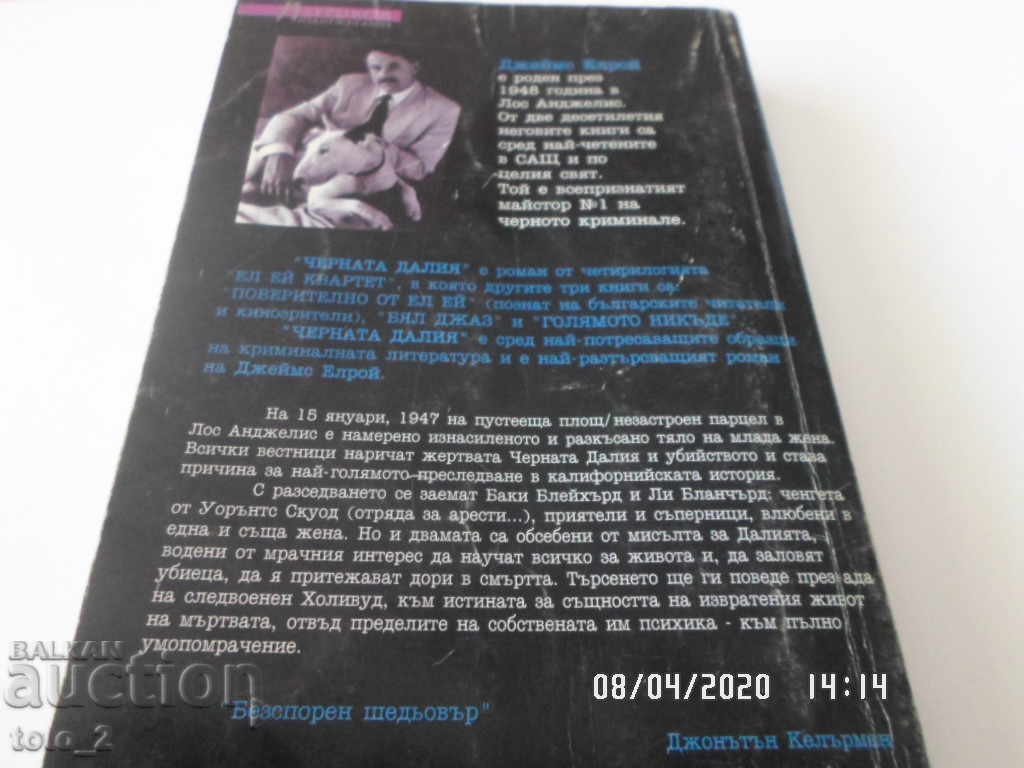 Джеймс Елрой
е роден през
1948 година в
Лос Анджелис.
От две десетилетия
неговите книги са
сред най-четените
в САЩ и по
целия свят.
Той е всепризнатият
майстор №1 на
черното криминале.
"ЧЕРНАТА ДАЛИЯ" е роман от четирилогията
"ЕЛ ЕЙ КВАРТЕТ", в която другите три книги са:
"ПОВЕРИТЕЛНО ОТ ЕЛ ЕЙ" (познат на българските читатели
и кинозрители), "БЯЛ ДЖАЗ" и "ГОЛЯМОТО НИКЪДЕ"
"ЧЕРНАТА ДАЛИЯ" е сред най-потресаващите образци
на криминалната литература и е най-разтърсващият роман
на Джеймс Елрой.
На 15 януари, 1947 на пустееща площ/незастроен парцел в
Лос Анджелис е намерено изнасиленото и разкъсано тяло на млада жена.
Всички вестници наричат жертвата Черната Далия и убийството и става
причина за най-голямото преследване в калифорнийската история.
С разседването се заемат Баки Блейхърд и Ли Бланчърд: ченгета
от Уорънтс Скуод (отряда за арести...), приятели и съперници, влюбени в
една и съща жена. Но и двамата са обсебени от мисълта за Далията,
водени от мрачния интерес да научат всичко за живота и, да заловят
убиеца, да я притежават дори в смъртта. Търсенето ще ги поведе през ада
на следвоенен Холивуд, към истината за същността на извратения живот
на мъртвата, отвъд пределите на собствената им психика - към пълно
умопомрачение.
"Безспорен шедьовър"
Джонътън Келърман
08/04/2020 14:14
BALKAN
auction
toto_2